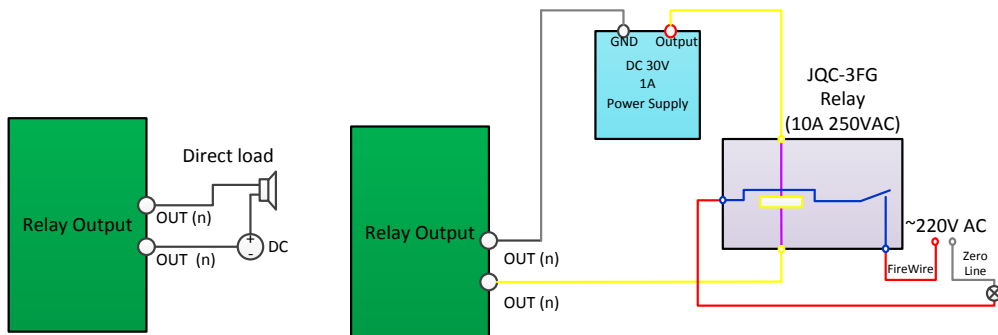 Relay Output
Direct load
OUT (n)
OUT (n)
+
-
DC
Relay Output
OUT (n)
OUT (n)
GND
Output
DC 30V
1A
Power Supply
JQC-3FG
Relay
(10A 250VAC)
~220V AC
FireWire
Zero
Line